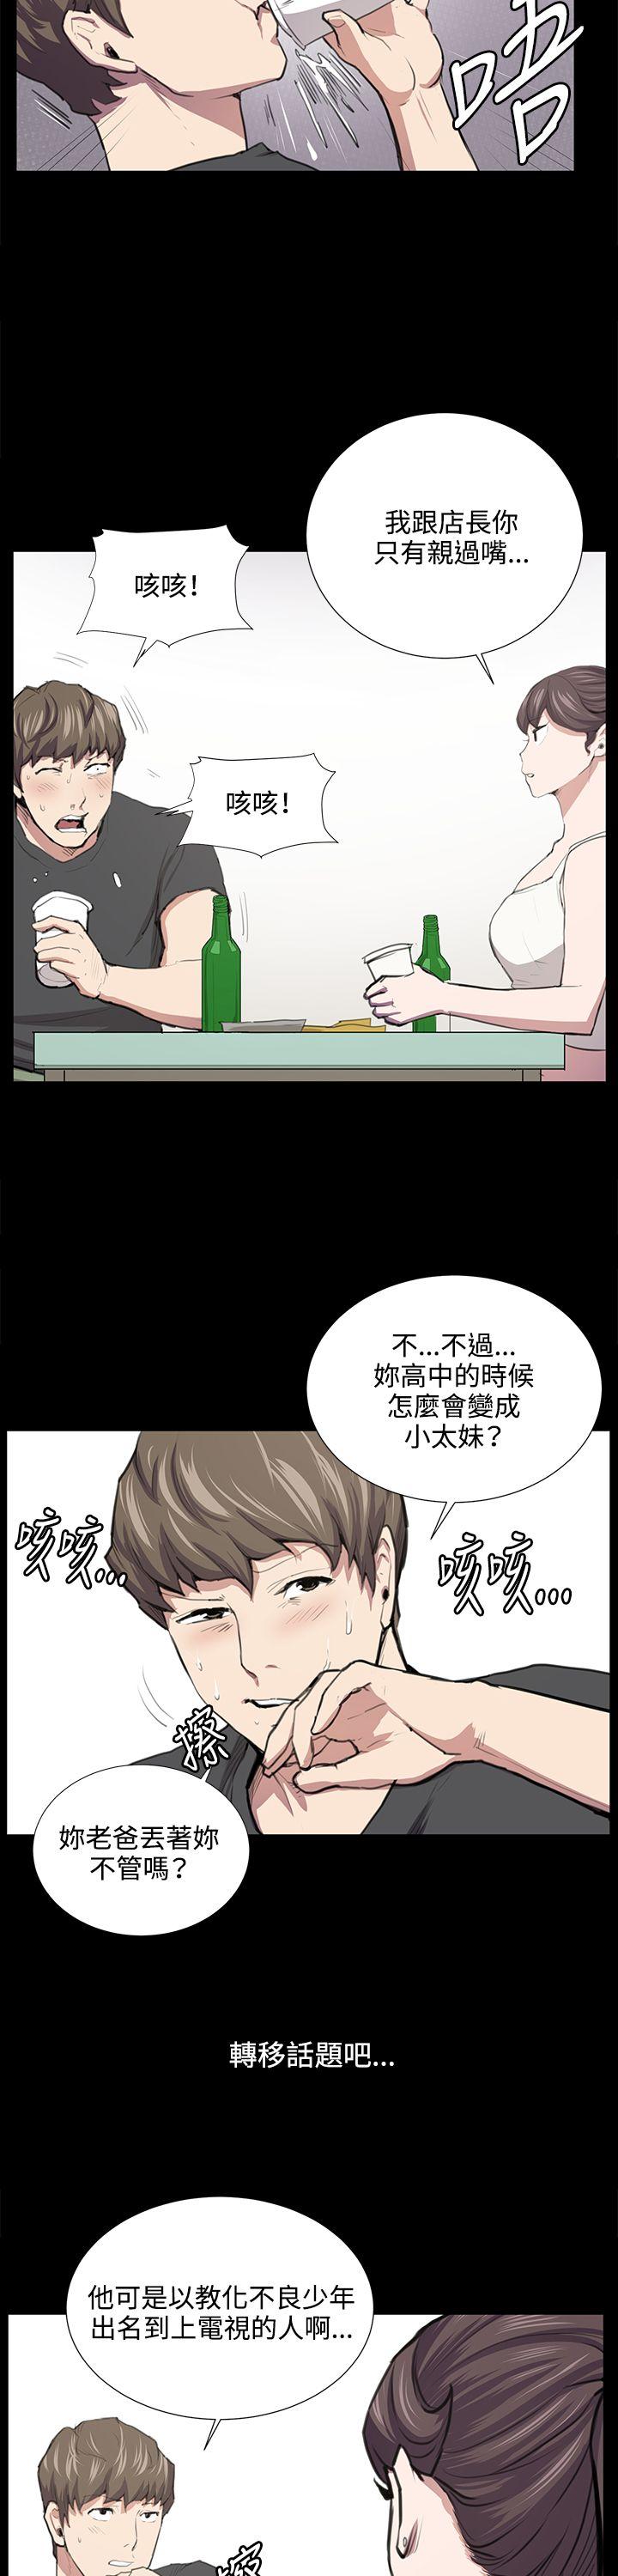 唔
我跟店長你
只有親過嘴...
咳咳!
咳咳!
不...不過...
妳高中的時候
怎麼會變成
小太妹?
咳咳...
咳咳...
擦
妳老爸丟著妳
不管嗎?
轉移話題吧...
他可是以教化不良少年
出名到上電視的人啊...